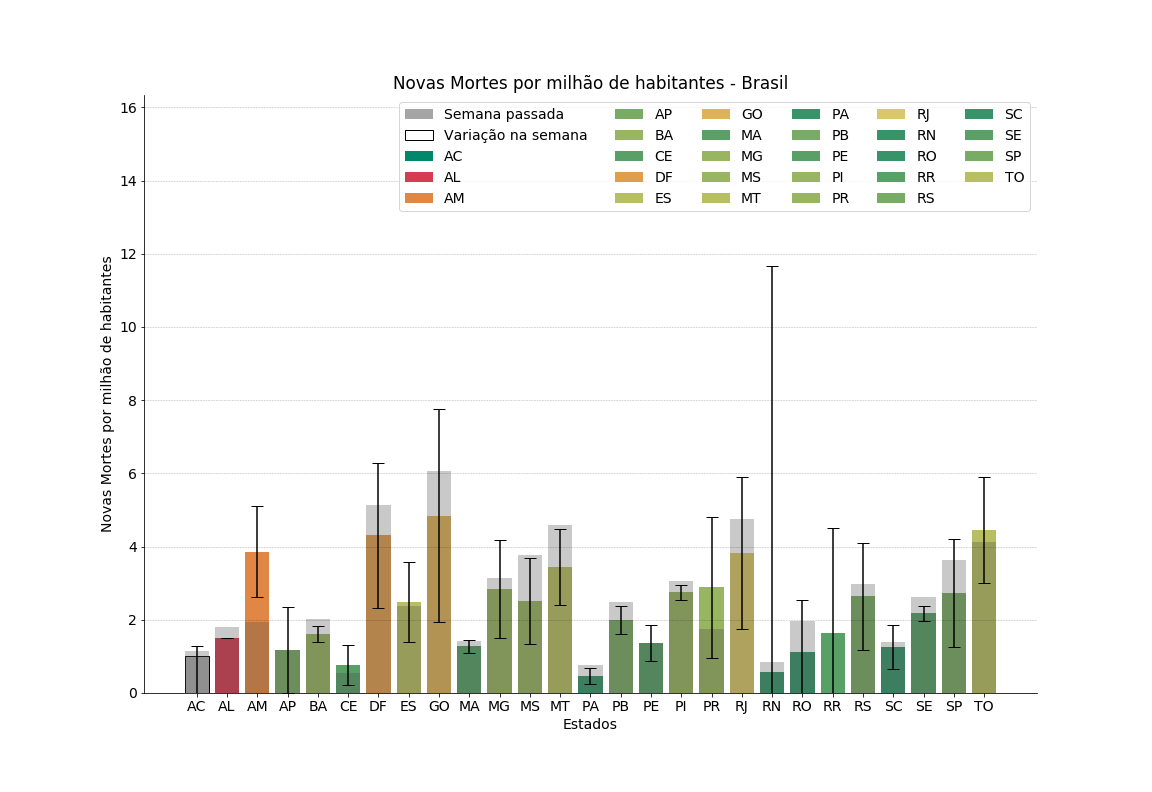 Novas Mortes por milhão de habitantes - Brasil
Semana passada
Variação na semana
AC
AL
AM
AP
BA
CE
DF
ES
GO
MA
MG
MS
MT
PA
PB
PE
PI
PR
RJ
RN
RO
RR
RS
SC
SE
SP
TO
Novas Mortes por milhão de habitantes
16
14
12
10
8
6
4
2
0
AC AL AM AP BA CE DF ES GO MA MG MS MT PA PB PE PI PR RJ RN RO RR RS SC SE SP TO
Estados